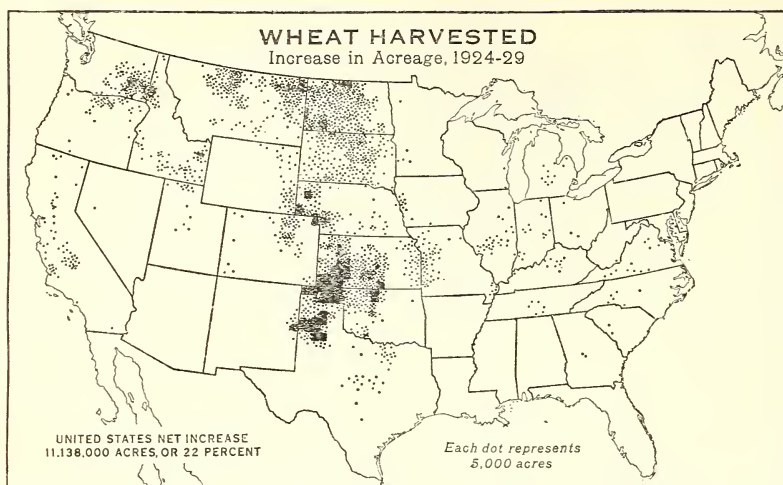 WHEAT HARVESTED
Increase in Acreage, 1924-29
UNITED STATES NET INCREASE
11,138,000 ACRES, OR 22 PERCENT
Each dot represents
5,000 acres